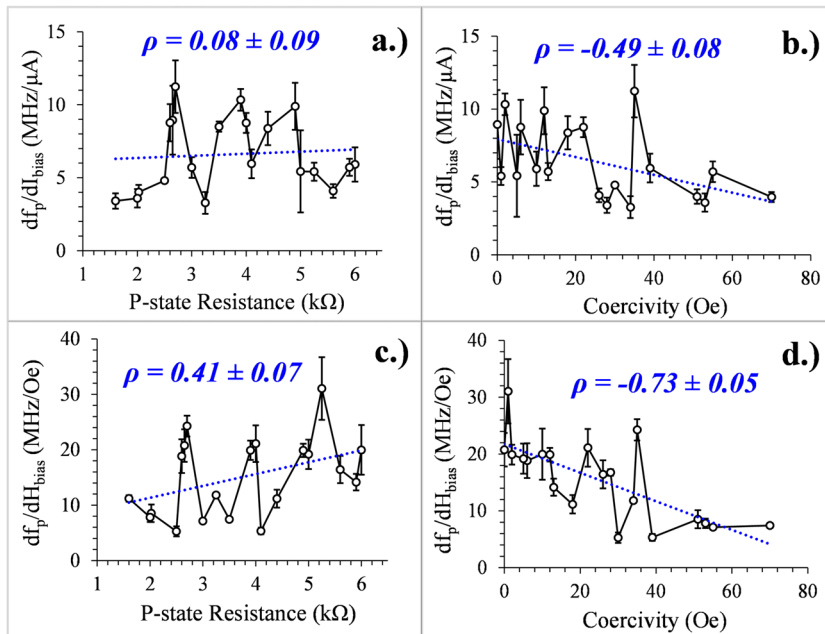 a.)
ρ = 0.08 ± 0.09
df_p/dI_bias (MHz/μA)
15
10
5
0
1 2 3 4 5 6
P-state Resistance (kΩ)
b.)
ρ = -0.49 ± 0.08
df_p/dI_bias (MHz/μA)
15
10
5
0
0 20 40 60 80
Coercivity (Oe)
c.)
ρ = 0.41 ± 0.07
df_p/dH_bias (MHz/Oe)
40
30
20
10
0
1 2 3 4 5 6
P-state Resistance (kΩ)
d.)
ρ = -0.73 ± 0.05
df_p/dH_bias (MHz/Oe)
40
30
20
10
0
0 20 40 60 80
Coercivity (Oe)